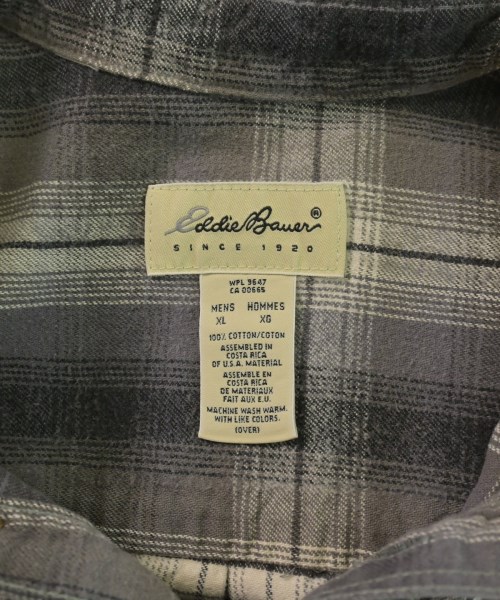 Eddie Bauer®
SINCE 1920
WPL 9647
CA 00665
MENS HOMMES
XL XG
100% COTTON/COTON
ASSEMBLED IN
COSTA RICA
OF U.S.A. MATERIAL
ASSEMBLE EN
COSTA RICA
DE MATERIAUX
FAIT AUX E.U.
MACHINE WASH WARM.
WITH LIKE COLORS.
(OVER)